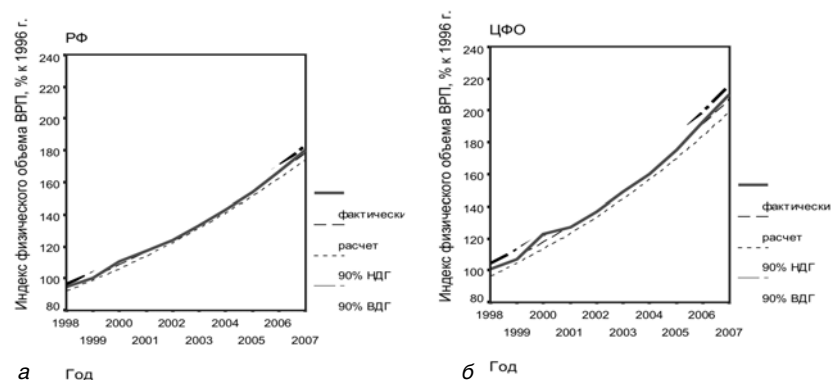 РФ
Индекс физического объема ВРП, % к 1996 г.
240
220
200
180
160
140
120
100
80
1998
2000
2002
2004
2006
1999
2001
2003
2005
2007
фактически
расчет
90% НДГ
90% ВДГ
а
Год
ЦФО
Индекс физического объема ВРП, % к 1996 г.
240
220
200
180
160
140
120
100
80
1998
2000
2002
2004
2006
1999
2001
2003
2005
2007
фактически
расчет
90% НДГ
90% ВДГ
б
Год